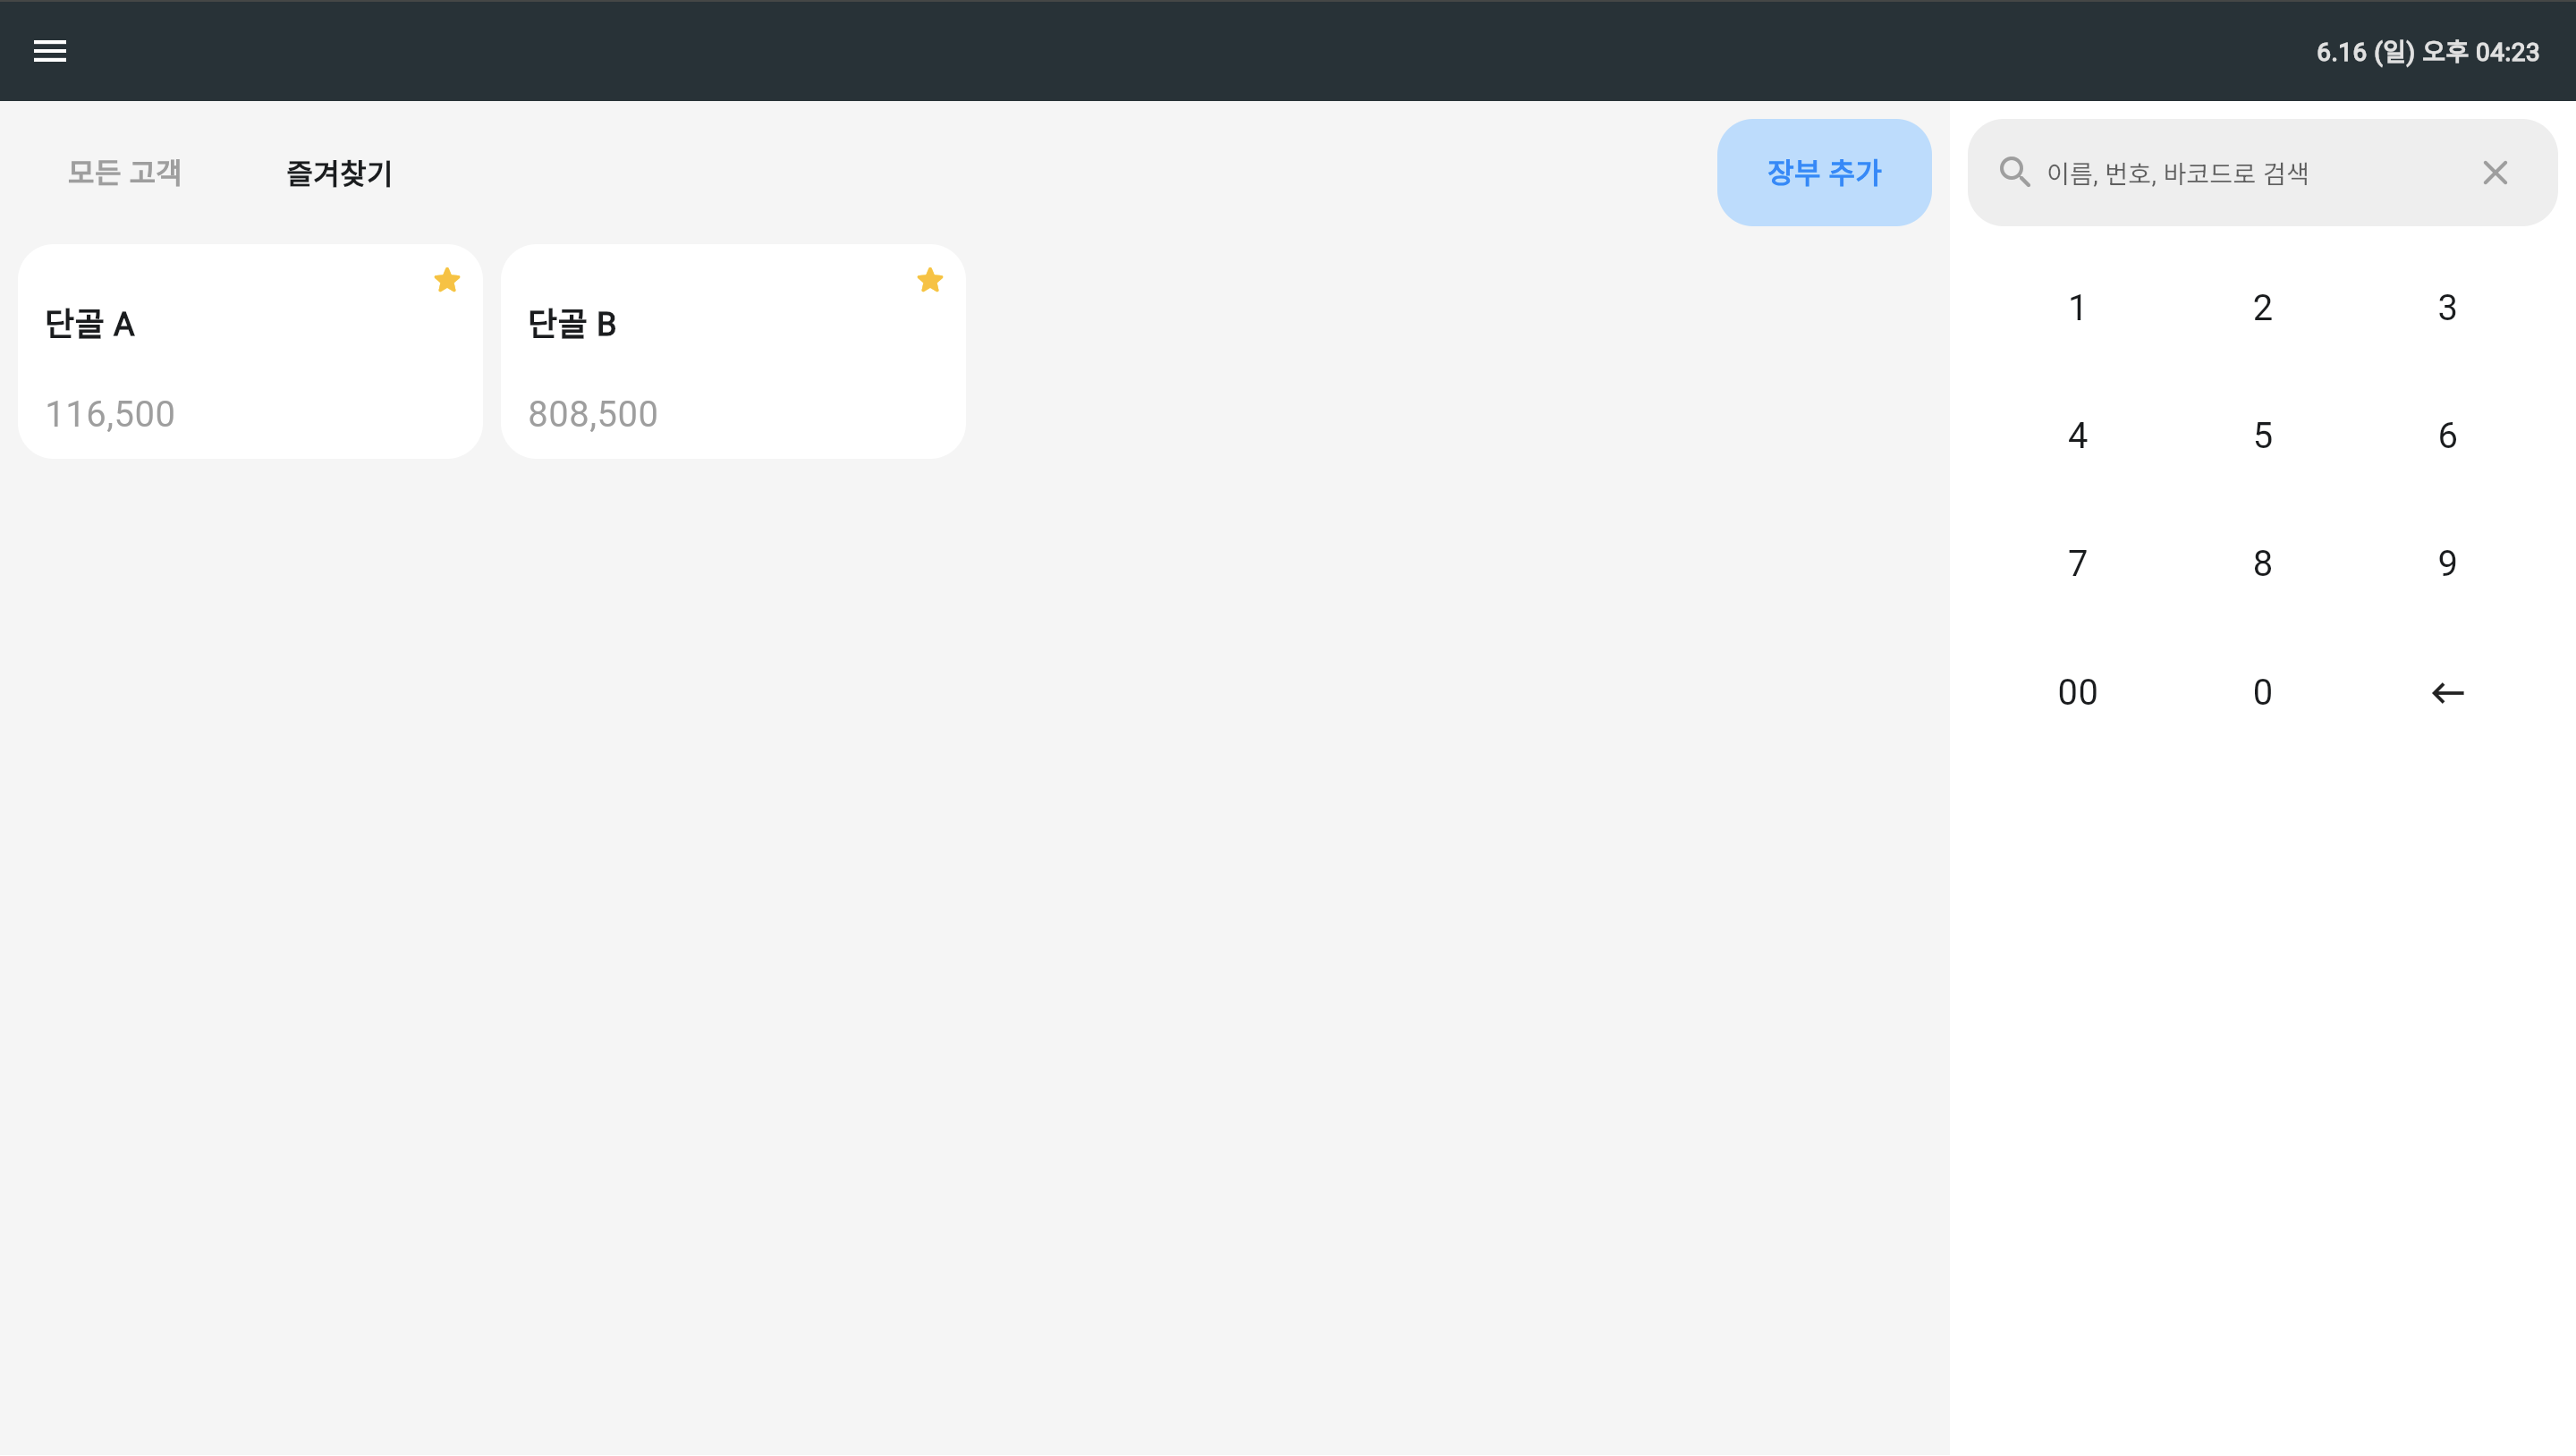 6.16 (일) 오후 04:23
모든 고객 즐겨찾기 장부 추가
이름, 번호, 바코드로 검색
단골 A
116,500
단골 B
808,500
1 2 3
4 5 6
7 8 9
00 0